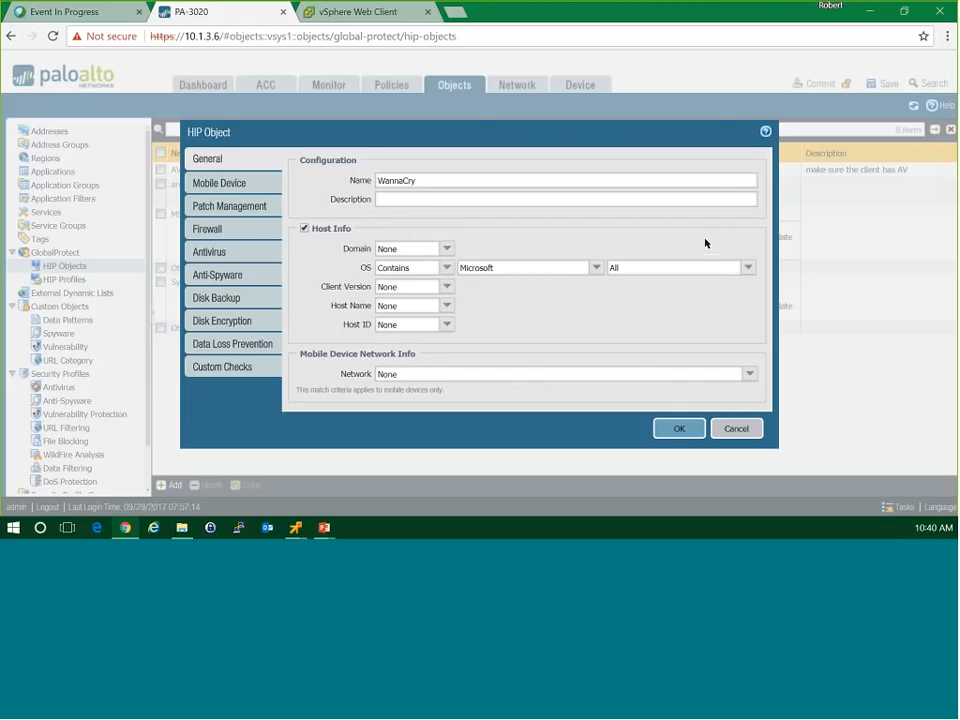 Robert
Event In Progress
PA-3020
vSphere Web Client
Not secure
https://10.1.3.6/#objects::vsys1::objects/global-protect/hip-objects
paloalto
NETWORKS
Dashboard
ACC
Monitor
Policies
Objects
Network
Device
Commit
Save
Search
Help
Addresses
Address Groups
Regions
Applications
Application Groups
Application Filters
Services
Service Groups
Tags
GlobalProtect
HIP Objects
HIP Profiles
External Dynamic Lists
Custom Objects
Data Patterns
Spyware
Vulnerability
URL Category
Security Profiles
Antivirus
Anti-Spyware
Vulnerability Protection
URL Filtering
File Blocking
WildFire Analysis
Data Filtering
DoS Protection
HIP Object
General
Mobile Device
Patch Management
Firewall
Antivirus
Anti-Spyware
Disk Backup
Disk Encryption
Data Loss Prevention
Custom Checks
Configuration
Name WannaCry
Description
Host Info
Domain None
OS Contains Microsoft All
Client Version None
Host Name None
Host ID None
Mobile Device Network Info
Network None
This match criteria applies to mobile devices only.
OK
Cancel
items
Description
make sure the client has AV
Add
admin | Logout | Last Login Time: 09/29/2017 07:57:14
Tasks | Language
10:40 AM